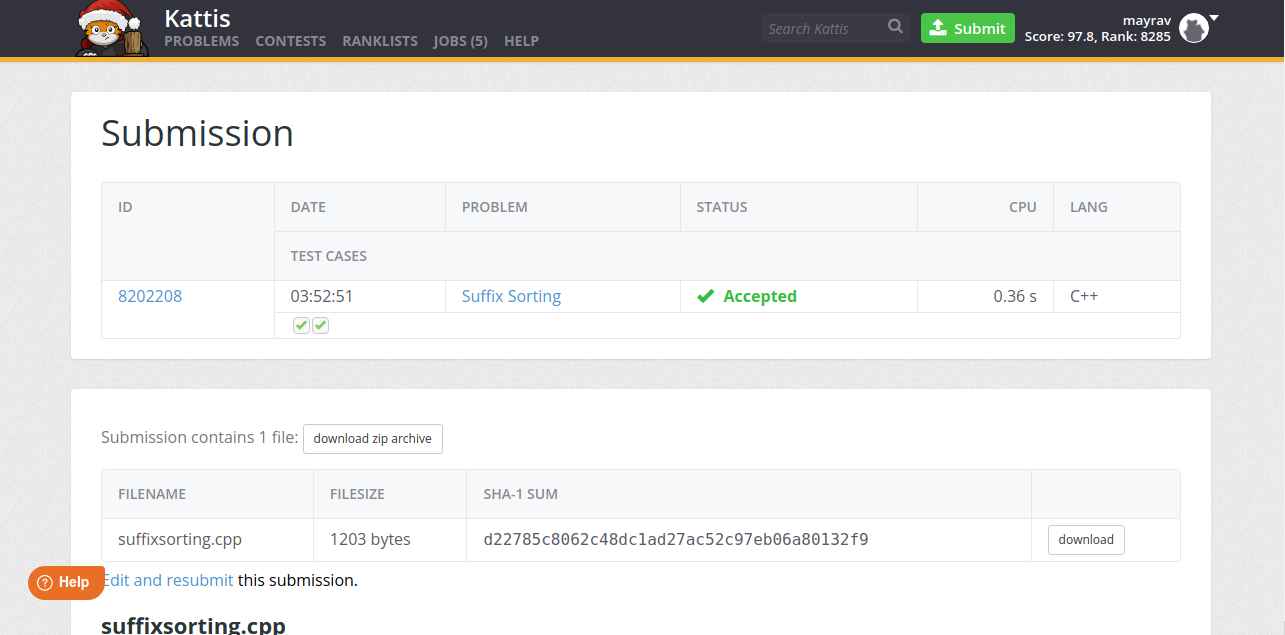 Kattis
PROBLEMS CONTESTS RANKLISTS JOBS (5) HELP
Search Kattis
Submit
mayrav
Score: 97.8, Rank: 8285
Submission
ID DATE PROBLEM STATUS CPU LANG
TEST CASES
8202208 03:52:51 Suffix Sorting Accepted 0.36 s C++
Submission contains 1 file: download zip archive
FILENAME FILESIZE SHA-1 SUM
suffixsorting.cpp 1203 bytes d22785c8062c48dc1ad27ac52c97eb06a80132f9 download
Edit and resubmit this submission.
Help
suffixsorting.cpp